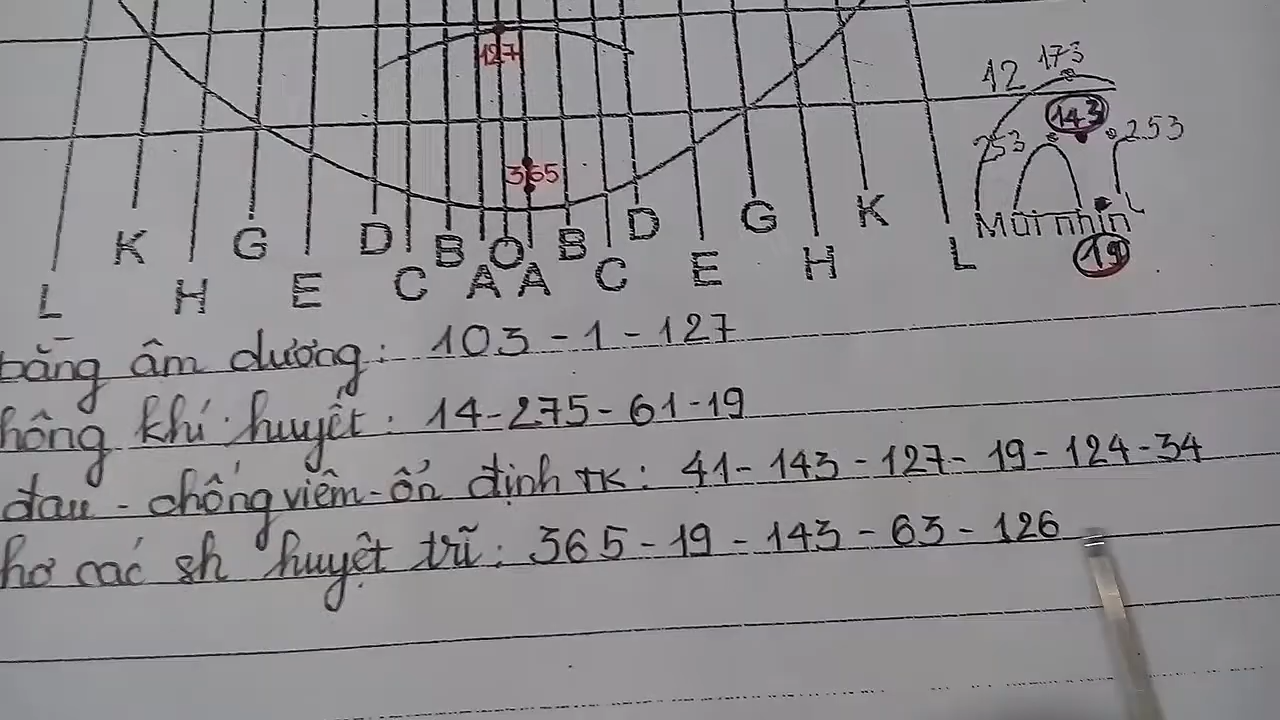 127
173
12
143
253
253
365
Mũi nhìn L
19
K G D B O B D G K
L H E C A A C E H L
bằng âm dương: 103 - 1 - 127
hông khí huyết: 14 - 275 - 61 - 19
đau - chống viêm - ổn định TK: 41 - 143 - 127 - 19 - 124 - 34
hơ các sh huyệt trĩ: 365 - 19 - 143 - 63 - 126